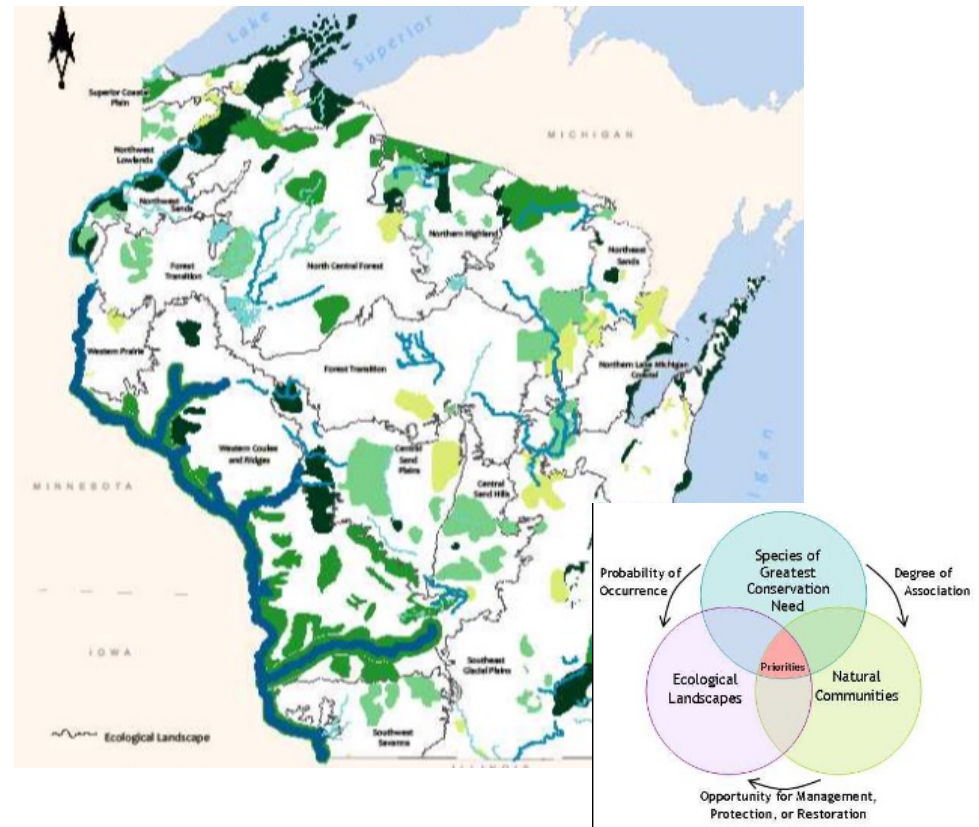 Lake
Superior
Superior Coastal
Plain
MICHIGAN
Northwest
Lowlands
Northwest
Sands
Northern Highland
Forest
Transition
North Central Forest
Northeast
Sands
Western Prairie
Forest Transition
Northern Lake Michigan
Coastal
Western Coulee
and Ridges
Central
Sand
Plains
Central
Sand Hills
MINNESOTA
igan
IOWA
Southeast
Glacial Plains
Ecological Landscape
Southwest
Savanna
ILLINOIS
Species of
Greatest
Conservation
Need
Probability of
Occurrence
Degree of
Association
Priorities
Ecological
Landscapes
Natural
Communities
Opportunity for Management,
Protection, or Restoration